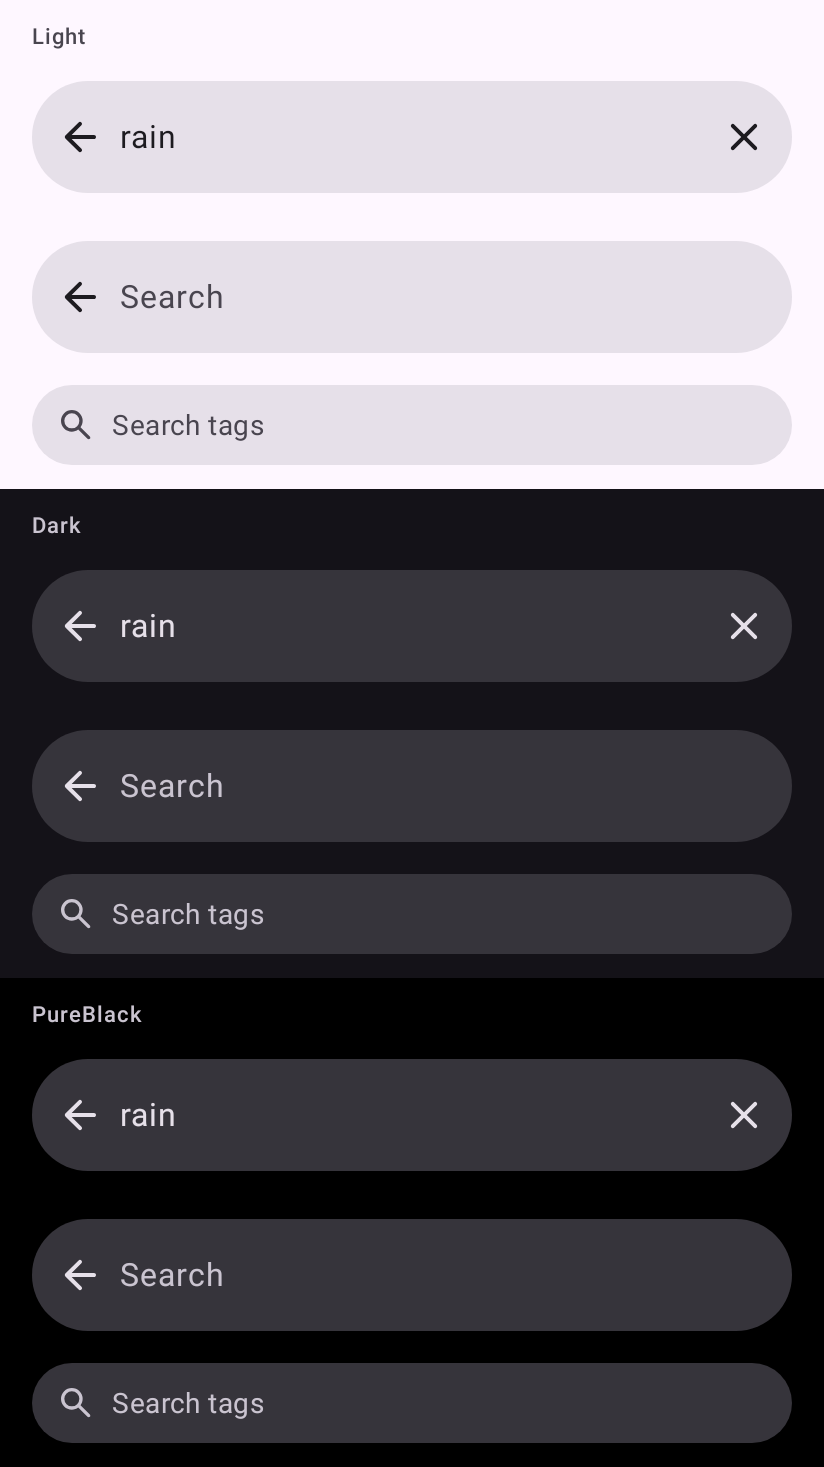 Light
rain
Search
Search tags
Dark
rain
Search
Search tags
PureBlack
rain
Search
Search tags